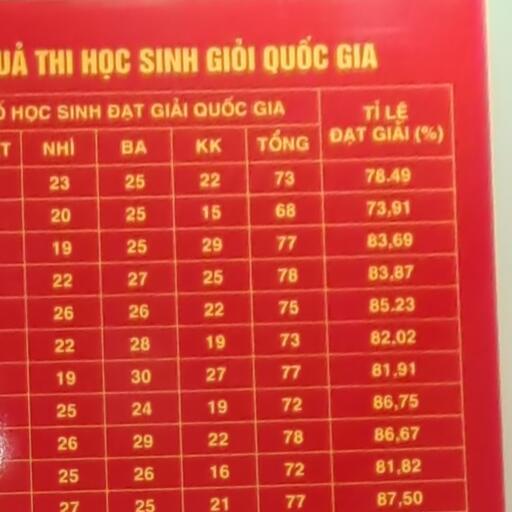 UẢ THI HỌC SINH GIỎI QUỐC GIA
Ố HỌC SINH ĐẠT GIẢI QUỐC GIA TỈ LỆ ĐẠT GIẢI (%)
T NHÌ BA KK TỔNG
23 25 22 73 78.49
20 25 15 68 73,91
19 25 29 77 83,69
22 27 25 78 83,87
26 26 22 75 85.23
22 28 19 73 82.02
19 30 27 77 81,91
25 24 19 72 86,75
26 29 22 78 86,67
25 26 16 72 81,82
27 25 21 77 87,50